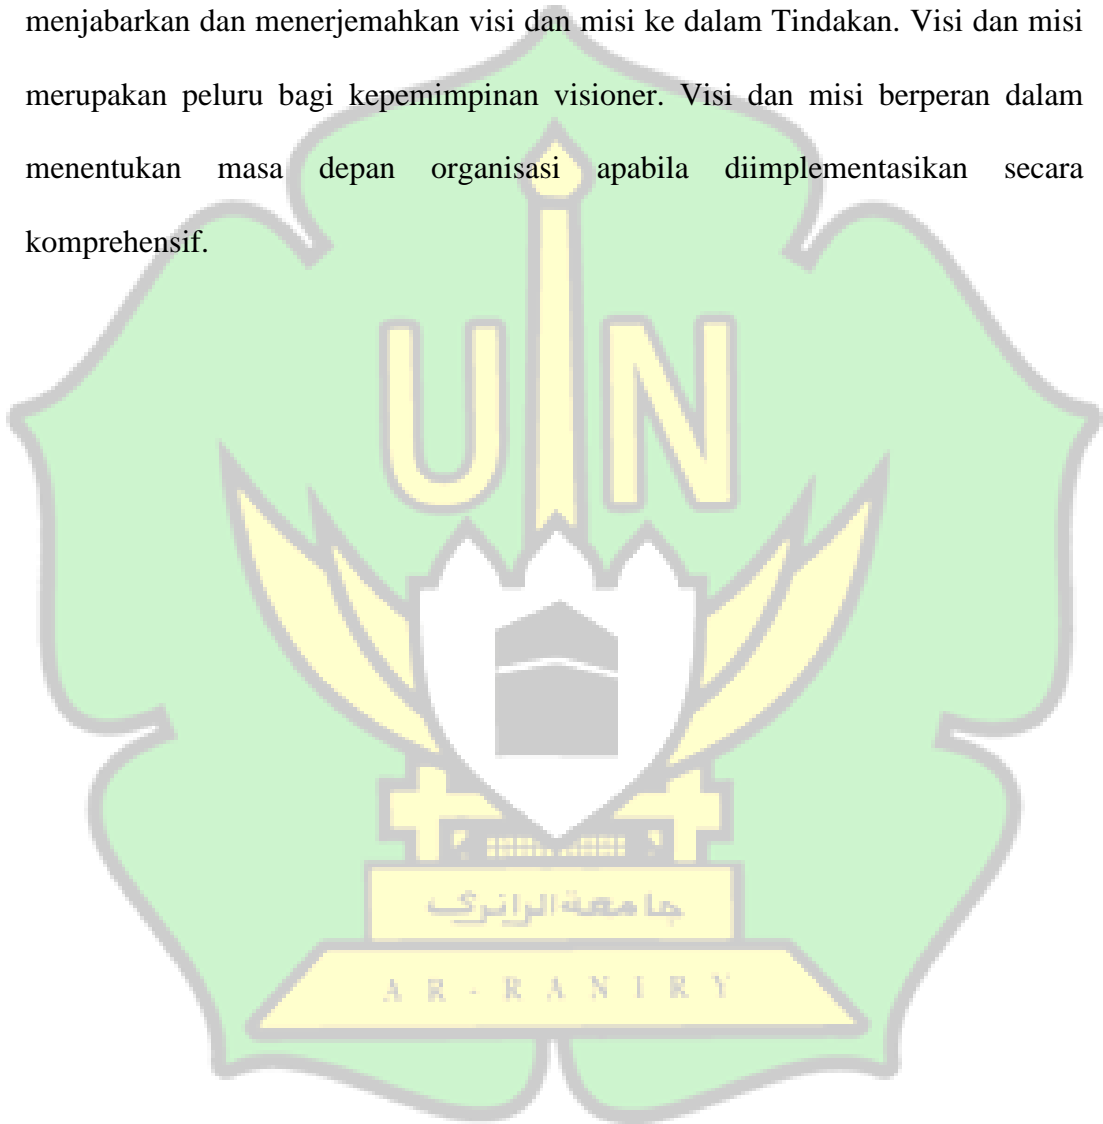 menjabarkan dan menerjemahkan visi dan misi ke dalam Tindakan. Visi dan misi
merupakan peluru bagi kepemimpinan visioner. Visi dan misi berperan dalam
menentukan masa depan organisasi apabila diimplementasikan secara
komprehensif.
UIN
جامعة الرانري
AR-RANIRY